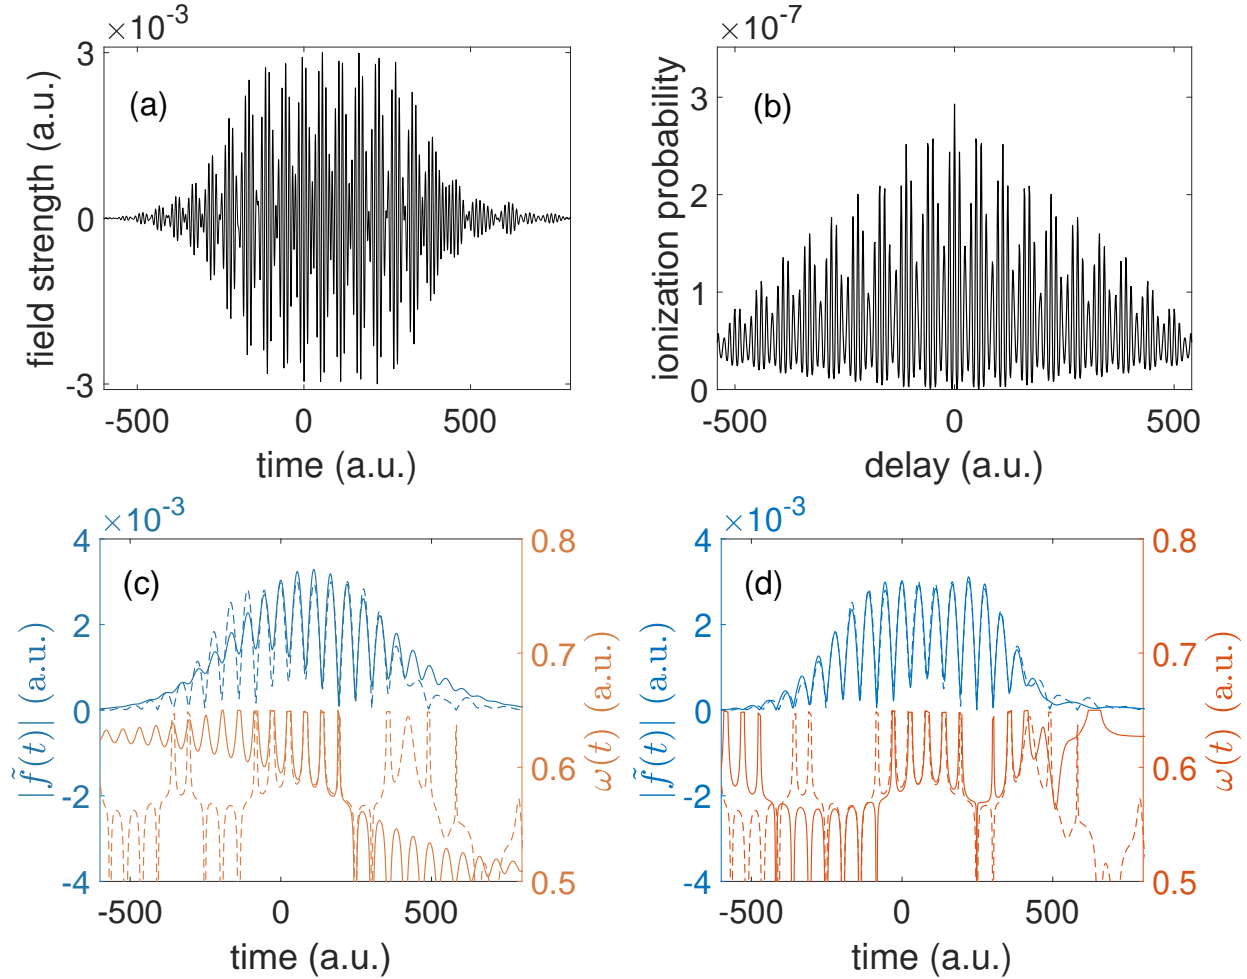 ×10⁻³
3
0
-3
field strength (a.u.)
(a)
-500 0 500
time (a.u.)
×10⁻⁷
3
2
1
0
ionization probability
(b)
-500 0 500
delay (a.u.)
×10⁻³
4
2
0
-2
-4
|f̃(t)| (a.u.)
(c)
0.8
0.7
0.6
0.5
ω(t) (a.u.)
-500 0 500
time (a.u.)
×10⁻³
4
2
0
-2
-4
|f̃(t)| (a.u.)
(d)
0.8
0.7
0.6
0.5
ω(t) (a.u.)
-500 0 500
time (a.u.)